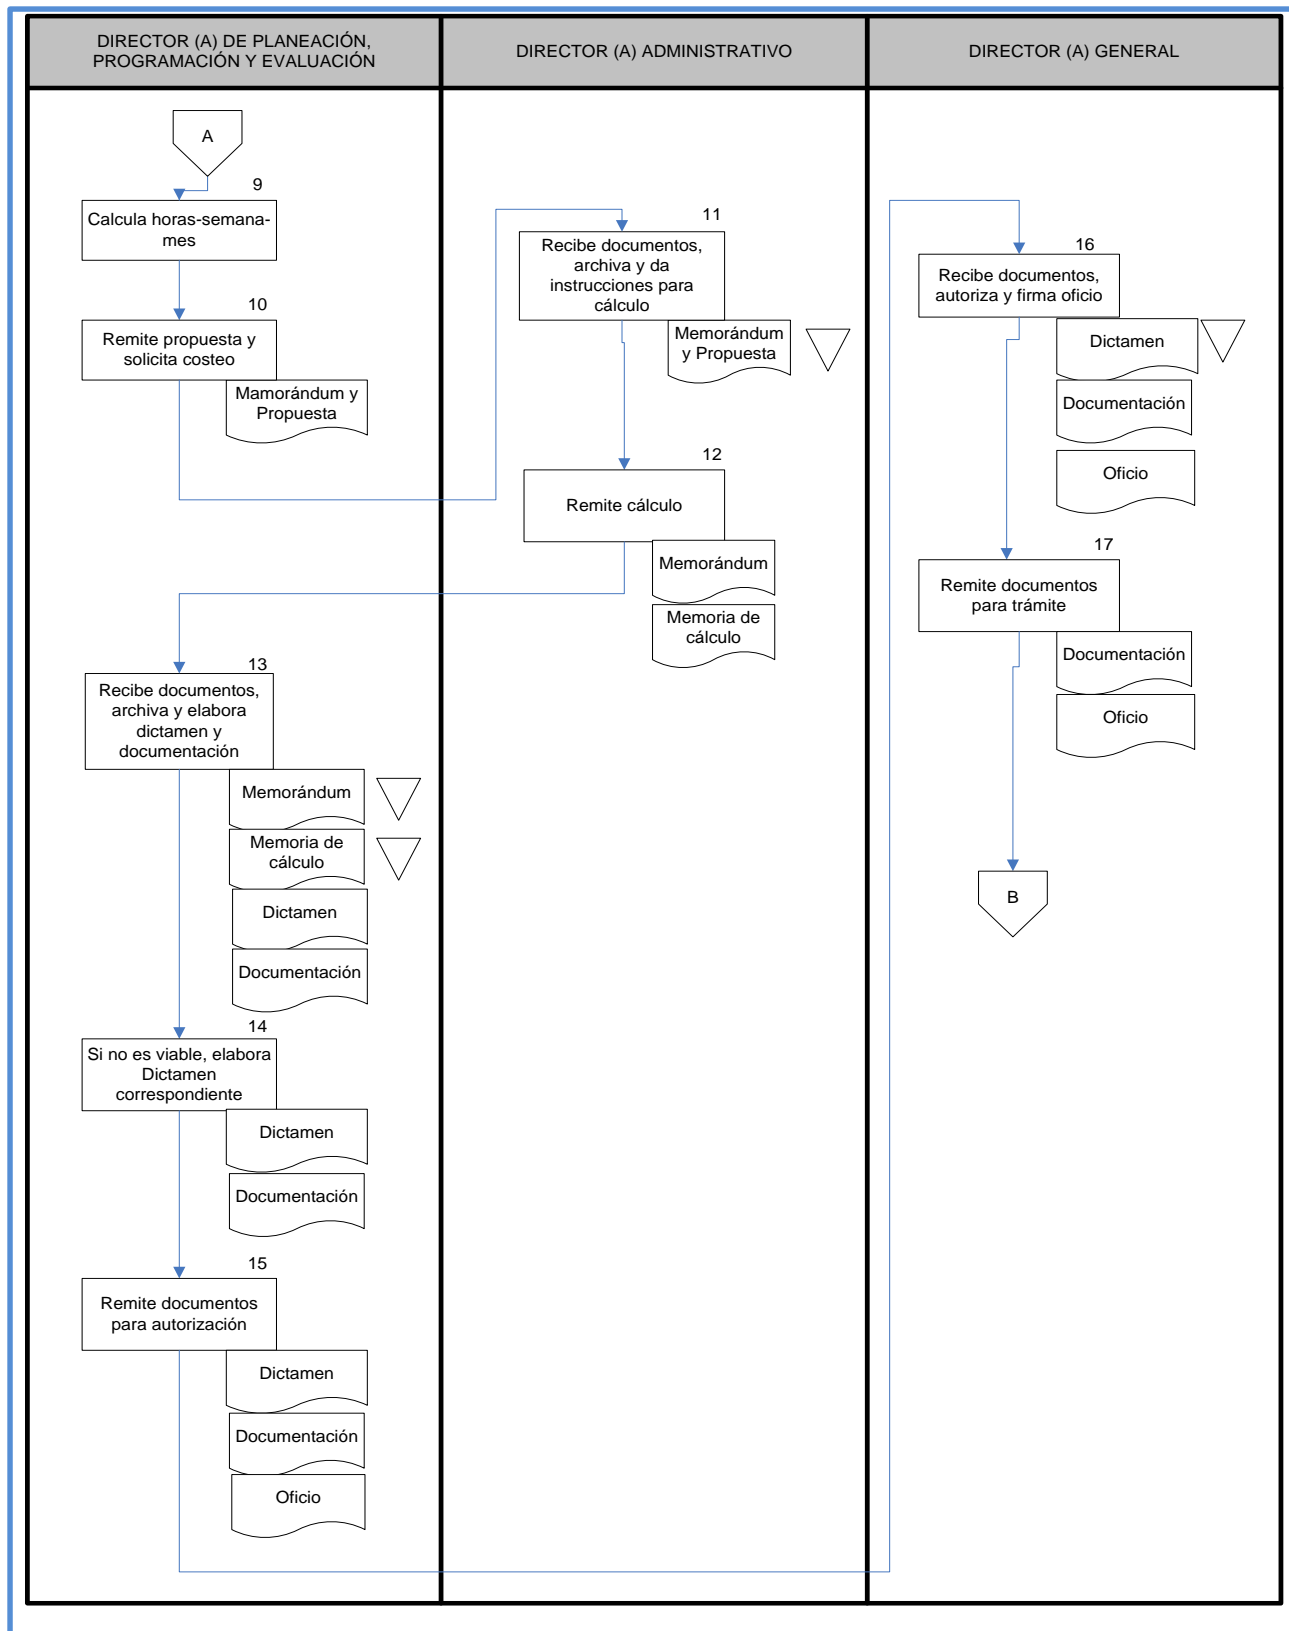 DIRECTOR (A) DE PLANEACIÓN,
PROGRAMACIÓN Y EVALUACIÓN
DIRECTOR (A) ADMINISTRATIVO
DIRECTOR (A) GENERAL
A
9
Calcula horas-semana-
mes
10
Remite propuesta y
solicita costeo
Mamorándum y
Propuesta
11
Recibe documentos,
archiva y da
instrucciones para
cálculo
Memorándum
y Propuesta
12
Remite cálculo
Memorándum
Memoria de
cálculo
13
Recibe documentos,
archiva y elabora
dictamen y
documentación
Memorándum
Memoria de
cálculo
Dictamen
Documentación
14
Si no es viable, elabora
Dictamen
correspondiente
Dictamen
Documentación
15
Remite documentos
para autorización
Dictamen
Documentación
Oficio
16
Recibe documentos,
autoriza y firma oficio
Dictamen
Documentación
Oficio
17
Remite documentos
para trámite
Documentación
Oficio
B